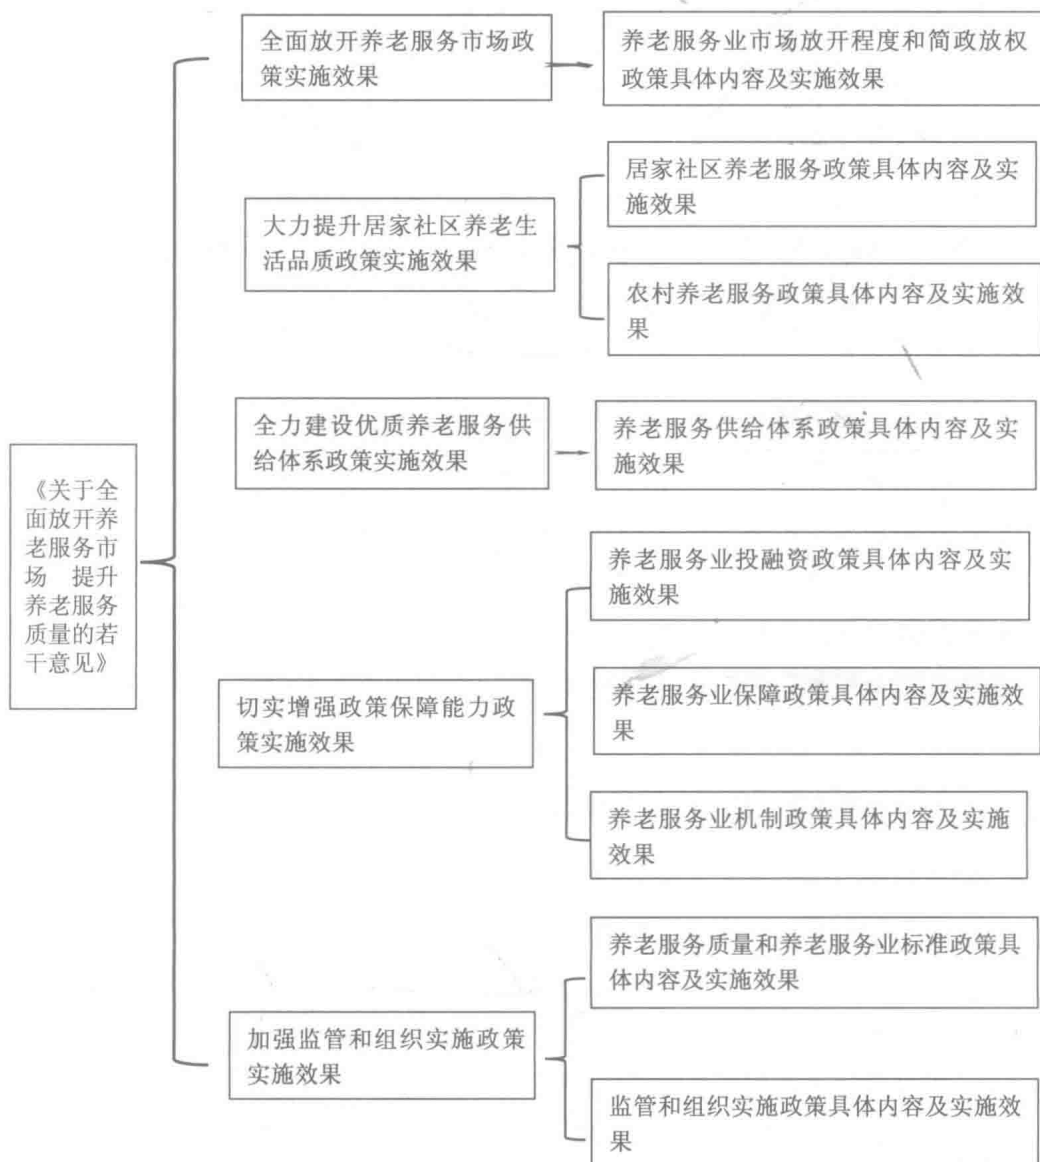 全面放开养老服务市场政
策实施效果
养老服务业市场放开程度和简政放权
政策具体内容及实施效果
大力提升居家社区养老生
活品质政策实施效果
居家社区养老服务政策具体内容及实
施效果
农村养老服务政策具体内容及实施效
果
全力建设优质养老服务供
给体系政策实施效果
养老服务供给体系政策具体内容及实
施效果
《关于全
面放开养
老服务市
场 提升
养老服务
质量的若
干意见》
切实增强政策保障能力政
策实施效果
养老服务业投融资政策具体内容及实
施效果
养老服务业保障政策具体内容及实施效
果
养老服务业机制政策具体内容及实施
效果
加强监管和组织实施政策
实施效果
养老服务质量和养老服务业标准政策具
体内容及实施效果
监管和组织实施政策具体内容及实施效
果